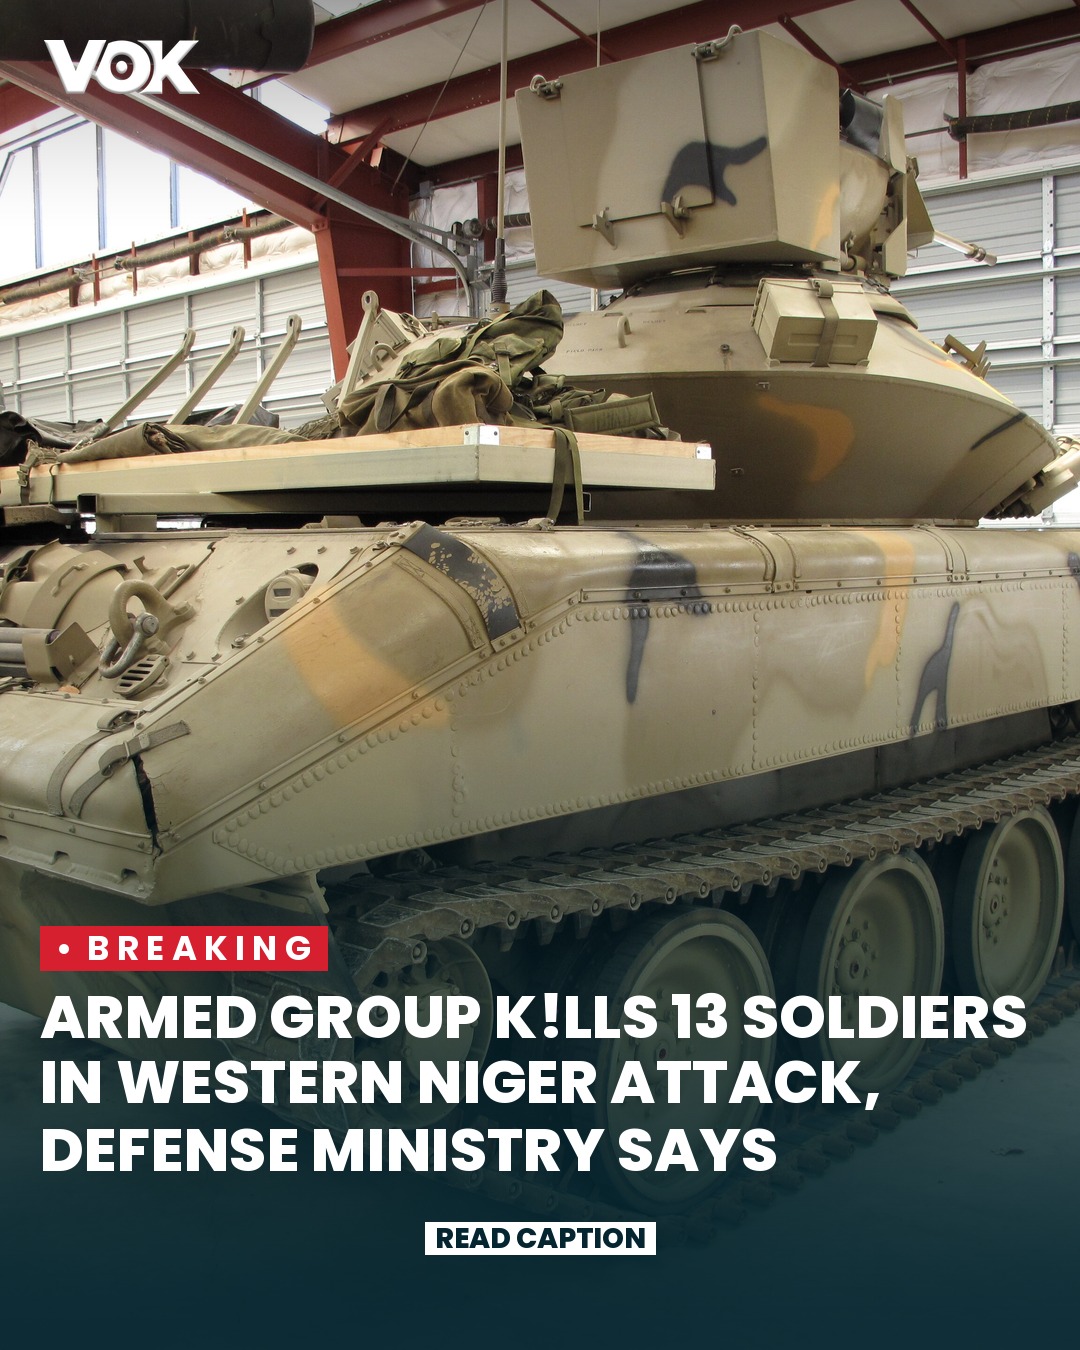 VOK
• BREAKING
ARMED GROUP K!LLS 13 SOLDIERS
IN WESTERN NIGER ATTACK,
DEFENSE MINISTRY SAYS
READ CAPTION